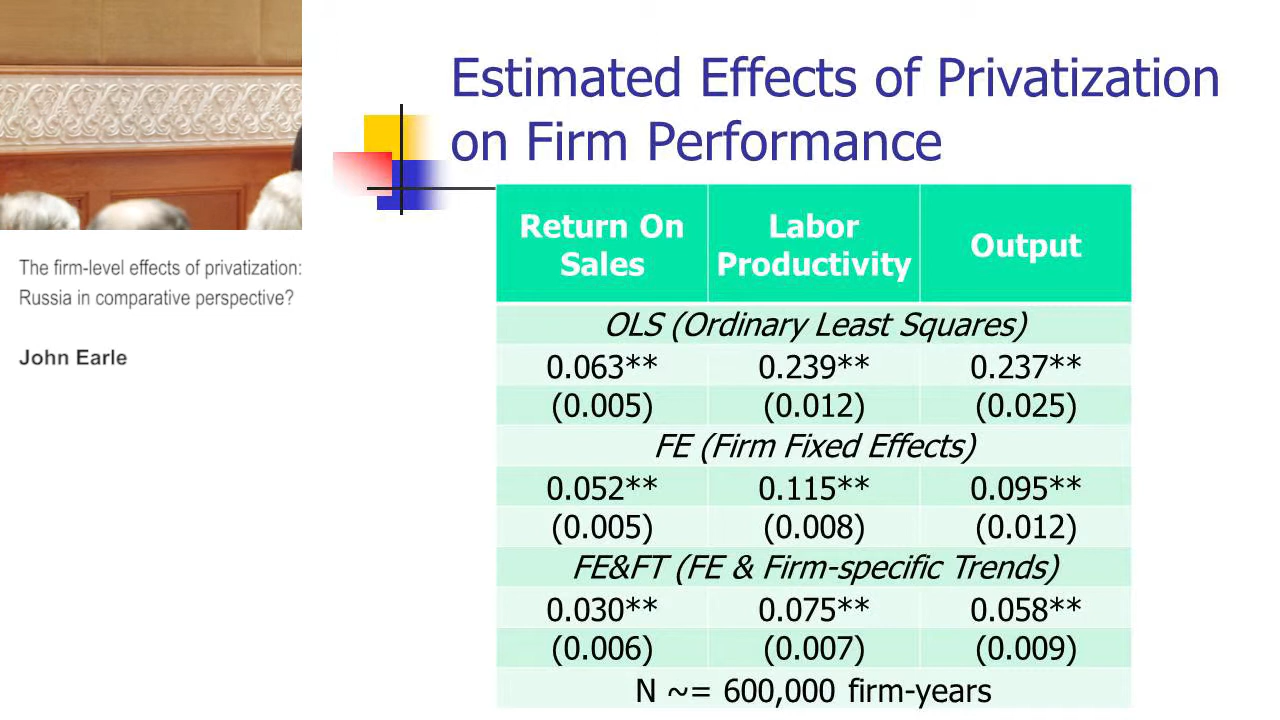 Estimated Effects of Privatization
on Firm Performance
The firm-level effects of privatization:
Russia in comparative perspective?
John Earle
Return On Sales | Labor Productivity | Output
OLS (Ordinary Least Squares)
0.063** | 0.239** | 0.237**
(0.005) | (0.012) | (0.025)
FE (Firm Fixed Effects)
0.052** | 0.115** | 0.095**
(0.005) | (0.008) | (0.012)
FE&FT (FE & Firm-specific Trends)
0.030** | 0.075** | 0.058**
(0.006) | (0.007) | (0.009)
N ~= 600,000 firm-years